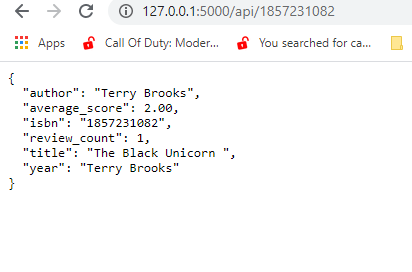 127.0.0.1:5000/api/1857231082
Apps Call Of Duty: Moder... You searched for ca...
{
  "author": "Terry Brooks",
  "average_score": 2.00,
  "isbn": "1857231082",
  "review_count": 1,
  "title": "The Black Unicorn ",
  "year": "Terry Brooks"
}